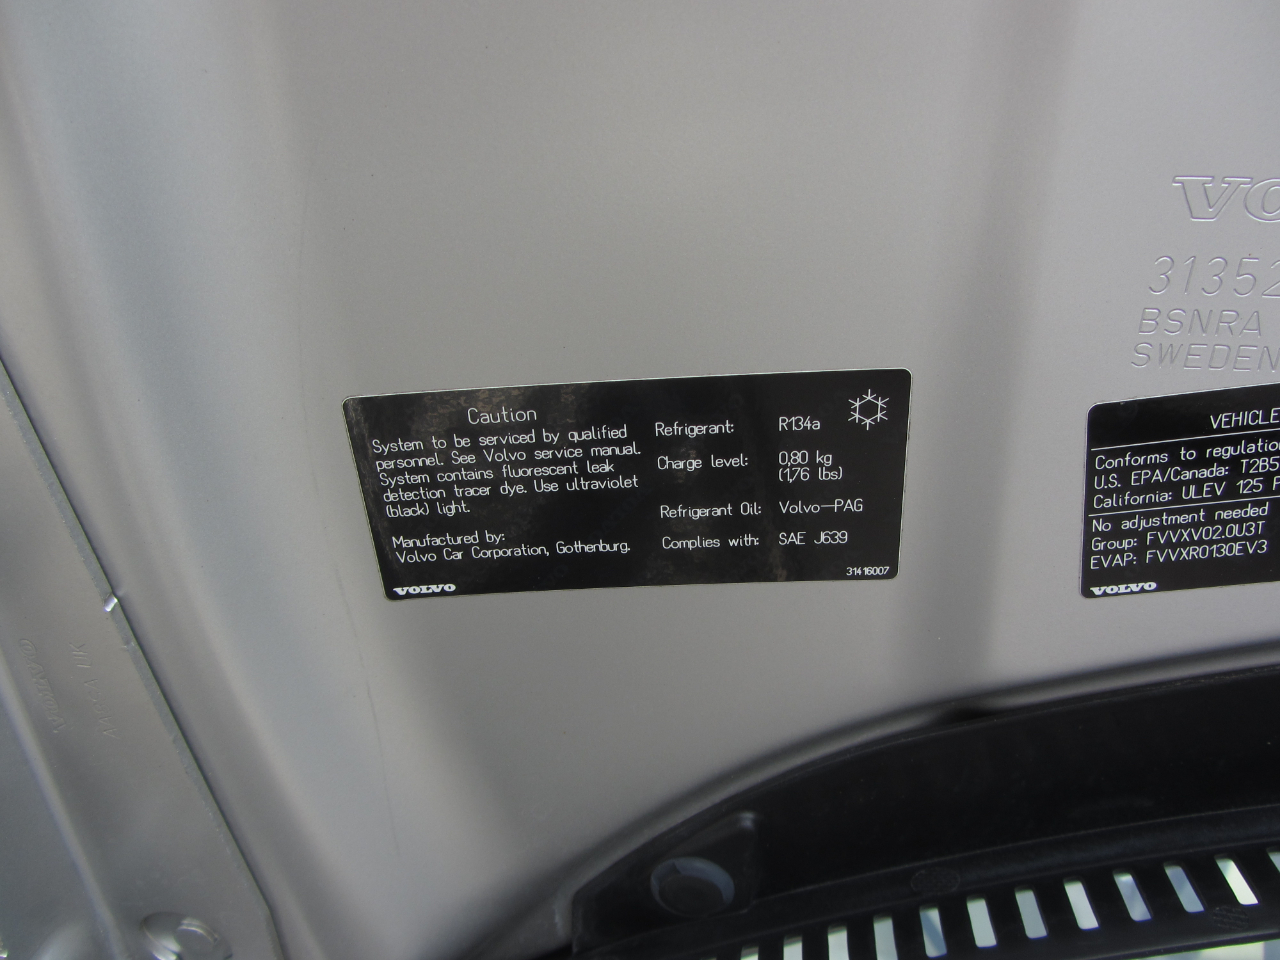 VO
31352
BSNRA
SWEDEN
Caution
System to be serviced by qualified
personnel. See Volvo service manual.
System contains fluorescent leak
detection tracer dye. Use ultraviolet
(black) light.
Manufactured by:
Volvo Car Corporation, Gothenburg.
VOLVO
Refrigerant: R134a
Charge level: 0,80 kg
(1,76 lbs)
Refrigerant Oil: Volvo-PAG
Complies with: SAE J639
31416007
VEHICLE
Conforms to regulation
U.S. EPA/Canada: T2B5
California: ULEV 125
No adjustment needed
Group: FVVXV02.0U3T
EVAP: FVVXR0130EV3
VOLVO